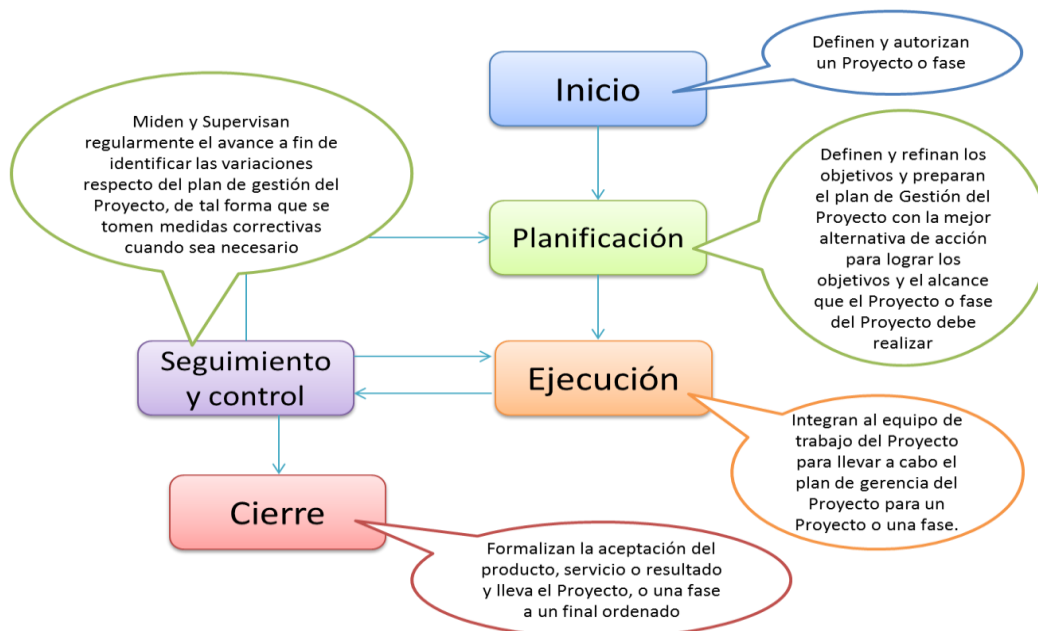 Definen y autorizan
un Proyecto o fase
Inicio
Miden y Supervisan
regularmente el avance a fin de
identificar las variaciones
respecto del plan de gestión del
Proyecto, de tal forma que se
tomen medidas correctivas
cuando sea necesario
Definen y refinan los
objetivos y preparan
el plan de Gestión del
Proyecto con la mejor
alternativa de acción
para lograr los
objetivos y el alcance
que el Proyecto o fase
del Proyecto debe
realizar
Planificación
Seguimiento
y control
Ejecución
Integran al equipo de
trabajo del Proyecto
para llevar a cabo el
plan de gerencia del
Proyecto para un
Proyecto o una fase.
Cierre
Formalizan la aceptación del
producto, servicio o resultado
y lleva el Proyecto, o una fase
a un final ordenado